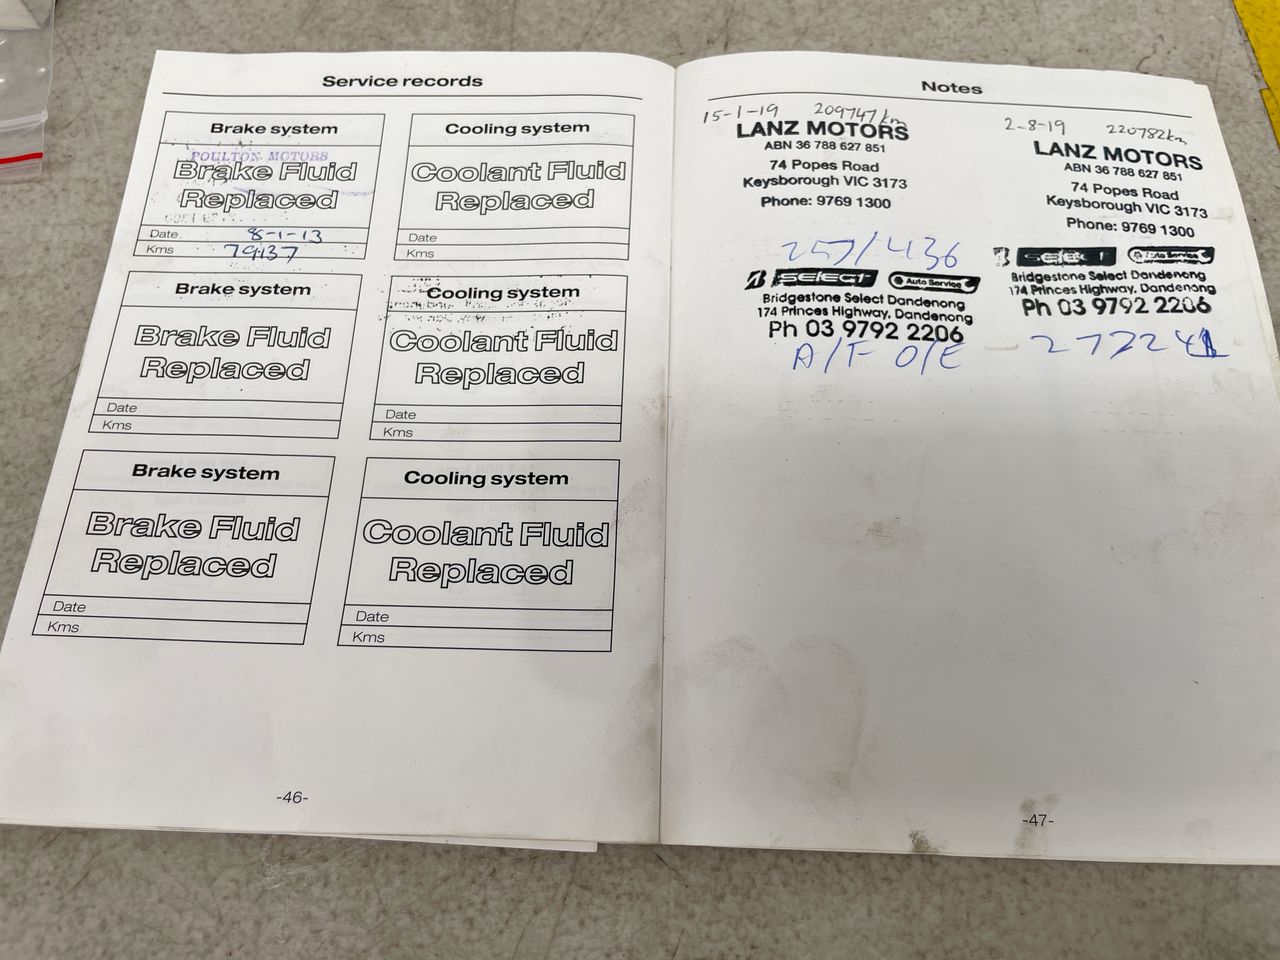 Service records
Brake system
POULTON MOTORS
Brake Fluid
Replaced
Date 8-1-13
Kms 79137
Cooling system
Coolant Fluid
Replaced
Date
Kms
Brake system
Brake Fluid
Replaced
Date
Kms
Cooling system
Coolant Fluid
Replaced
Date
Kms
Brake system
Brake Fluid
Replaced
Date
Kms
Cooling system
Coolant Fluid
Replaced
Date
Kms
-46-
Notes
15-1-19 209747km
LANZ MOTORS
ABN 36 788 627 851
74 Popes Road
Keysborough VIC 3173
Phone: 9769 1300
2-8-19 220782km
LANZ MOTORS
ABN 36 788 627 851
74 Popes Road
Keysborough VIC 3173
Phone: 9769 1300
257/436
SELECT Auto Service
Bridgestone Select Dandenong
174 Princes Highway, Dandenong
Ph 03 9792 2206
A/F O/E
SELECT Auto Service
Bridgestone Select Dandenong
174 Princes Highway, Dandenong
Ph 03 9792 2206
-47-